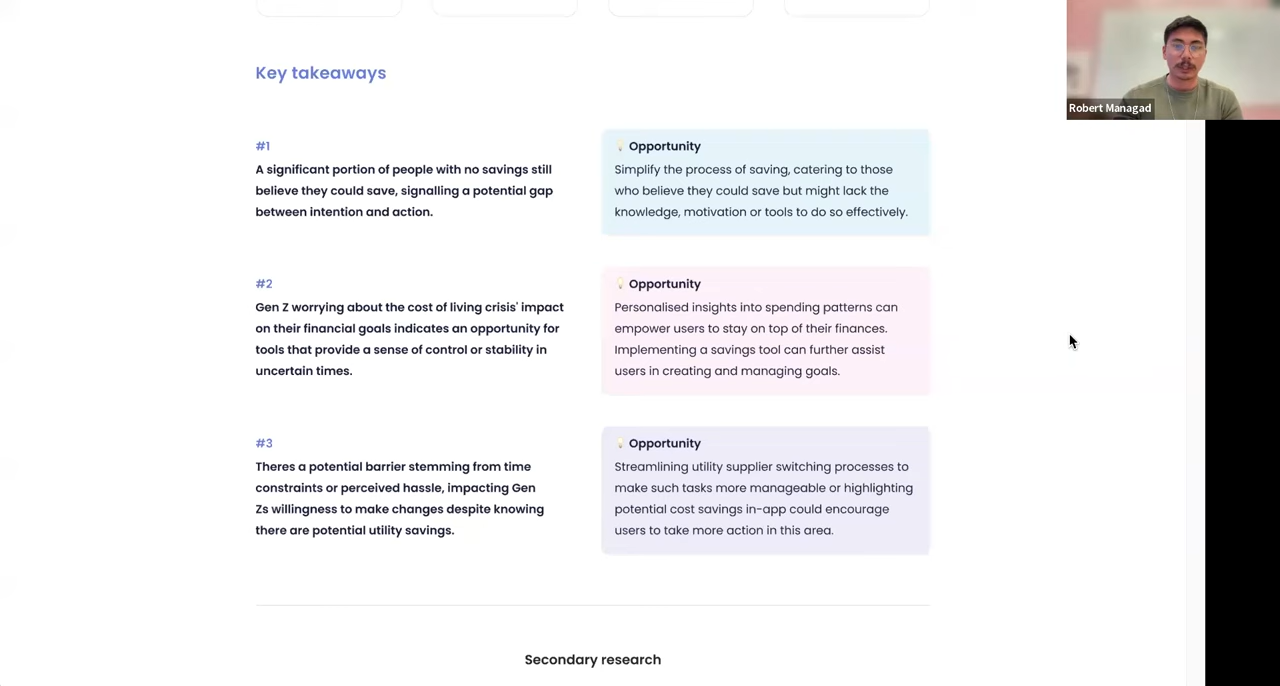 Robert Managad
Key takeaways
#1
A significant portion of people with no savings still
believe they could save, signalling a potential gap
between intention and action.
Opportunity
Simplify the process of saving, catering to those
who believe they could save but might lack the
knowledge, motivation or tools to do so effectively.
#2
Gen Z worrying about the cost of living crisis' impact
on their financial goals indicates an opportunity for
tools that provide a sense of control or stability in
uncertain times.
Opportunity
Personalised insights into spending patterns can
empower users to stay on top of their finances.
Implementing a savings tool can further assist
users in creating and managing goals.
#3
Theres a potential barrier stemming from time
constraints or perceived hassle, impacting Gen
Zs willingness to make changes despite knowing
there are potential utility savings.
Opportunity
Streamlining utility supplier switching processes to
make such tasks more manageable or highlighting
potential cost savings in-app could encourage
users to take more action in this area.
Secondary research